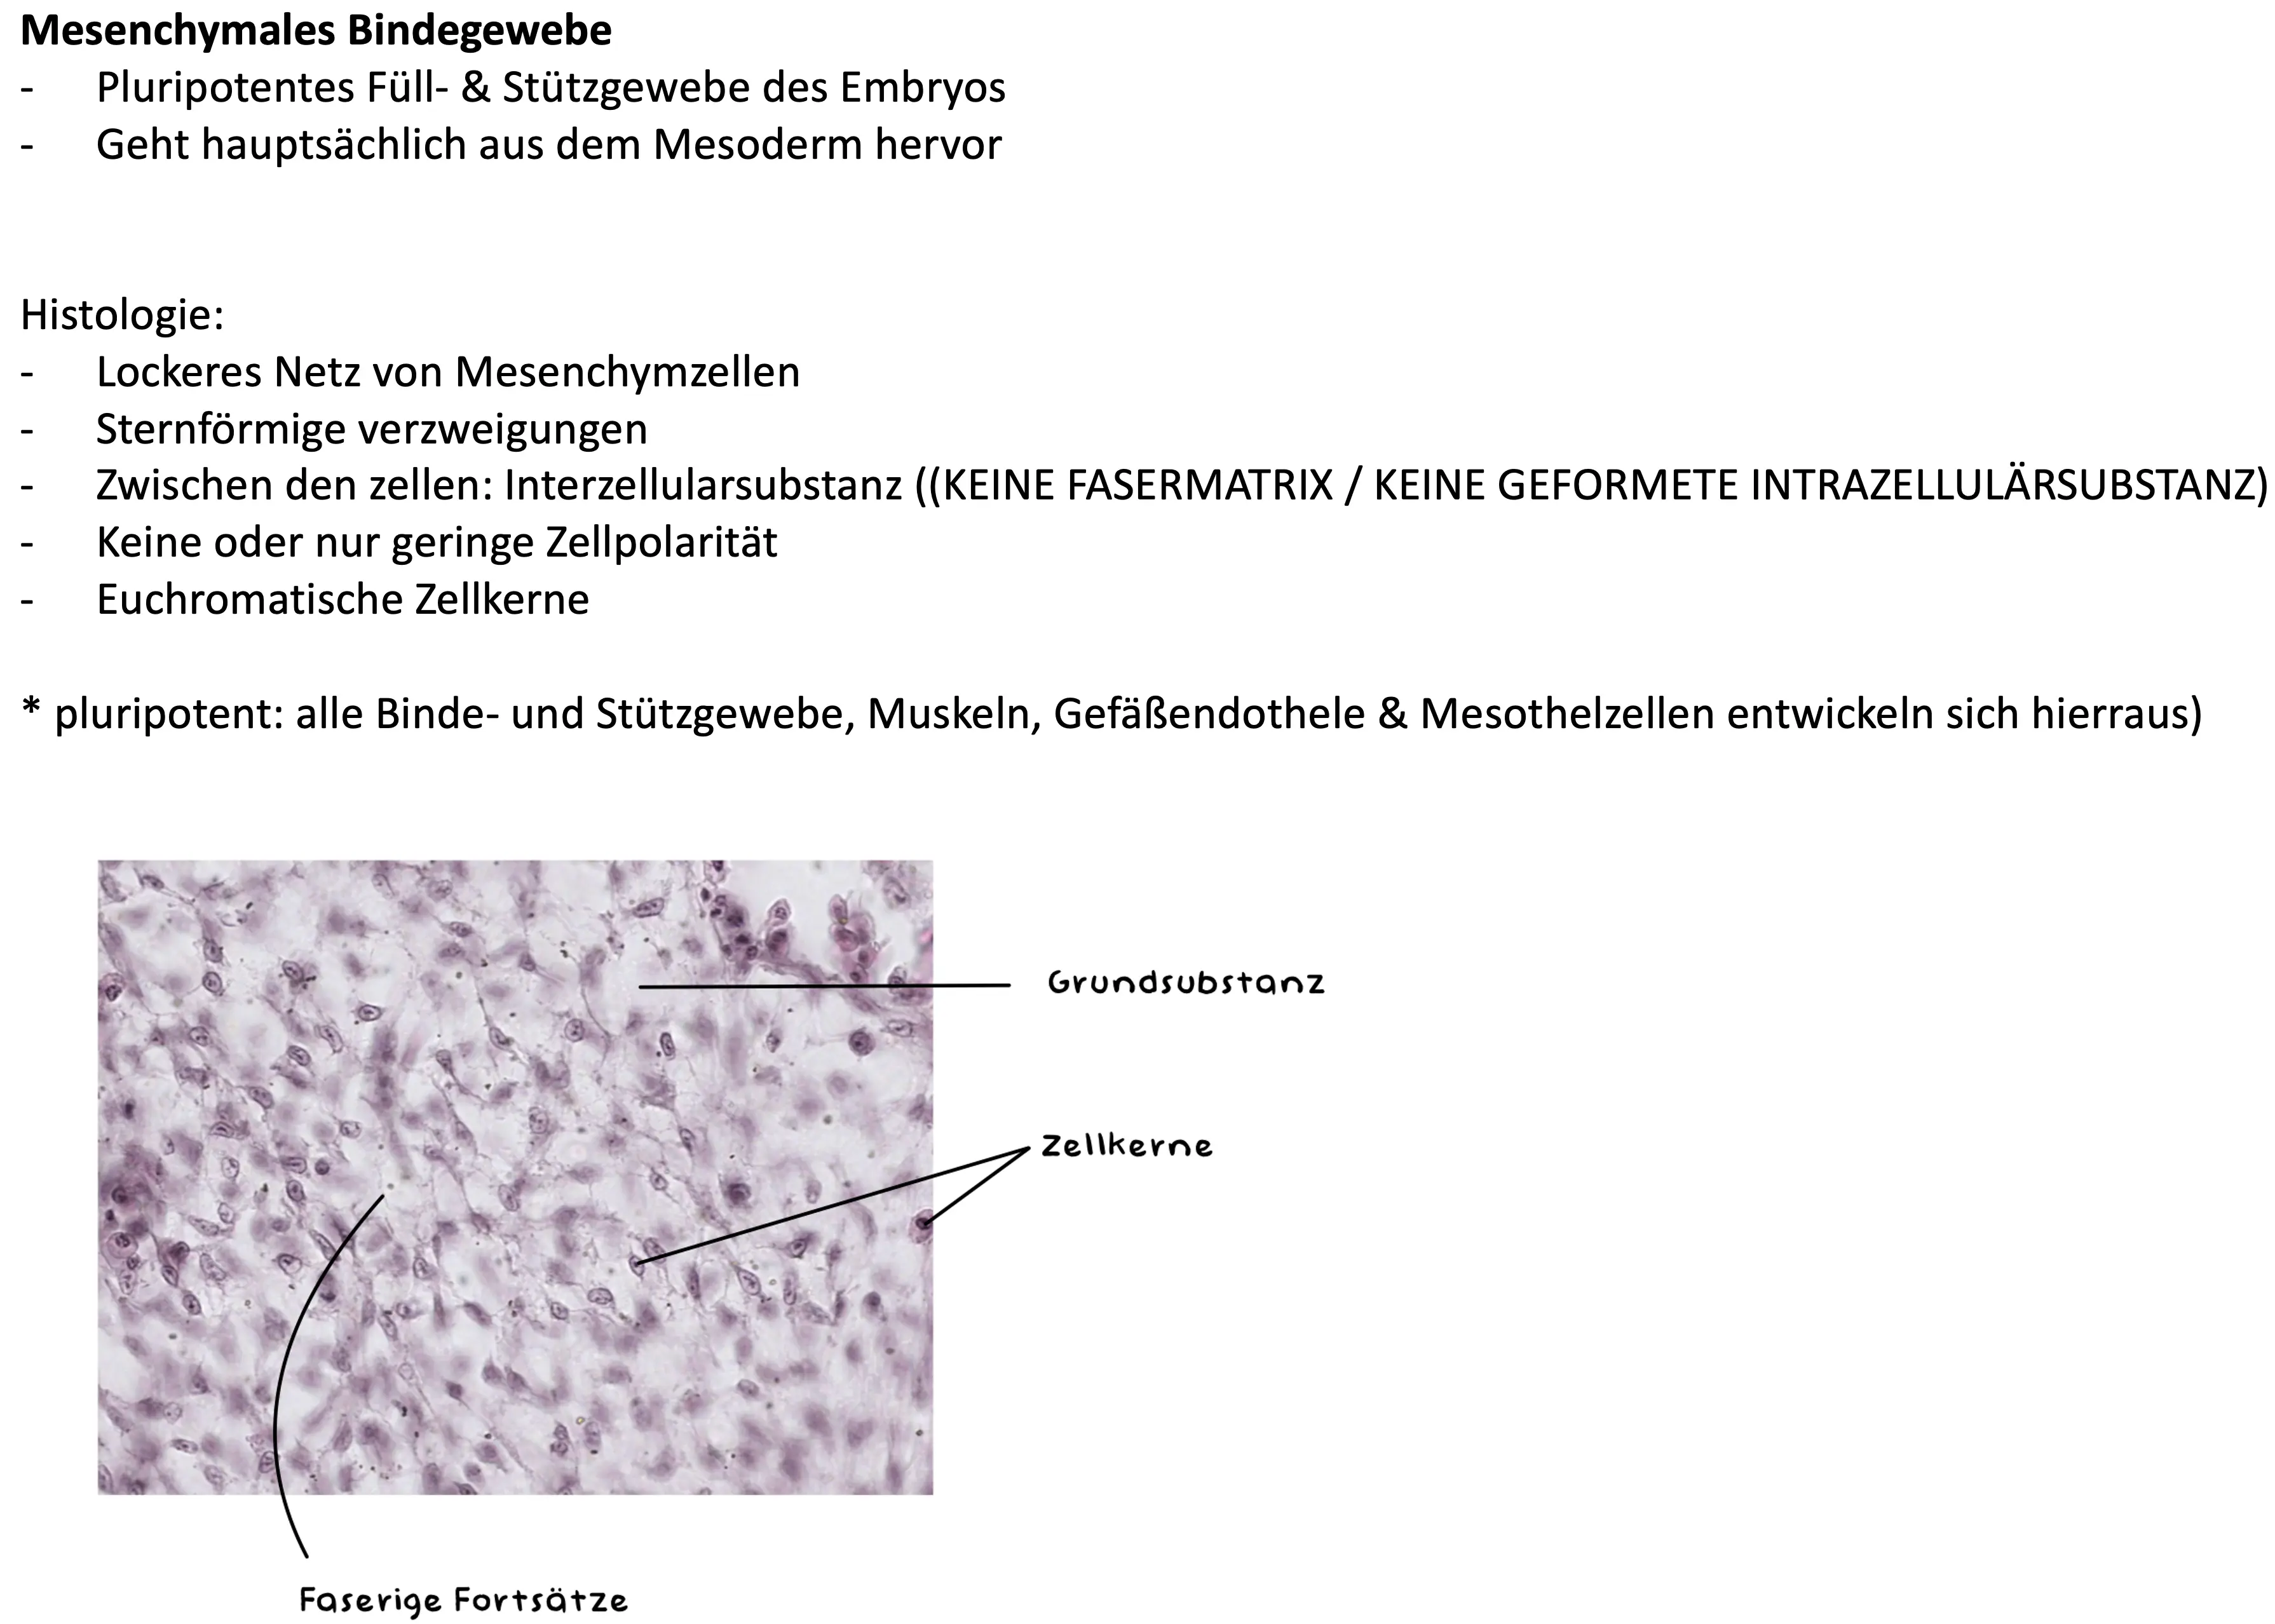 Mesenchymales Bindegewebe
- Pluripotentes Füll- & Stützgewebe des Embryos
- Geht hauptsächlich aus dem Mesoderm hervor
Histologie:
- Lockeres Netz von Mesenchymzellen
- Sternförmige verzweigungen
- Zwischen den zellen: Interzellularsubstanz ((KEINE FASERMATRIX / KEINE GEFORMETE INTRAZELLULÄRSUBSTANZ)
- Keine oder nur geringe Zellpolarität
- Euchromatische Zellkerne
* pluripotent: alle Binde- und Stützgewebe, Muskeln, Gefäßendothele & Mesothelzellen entwickeln sich hierraus)
Grundsubstanz
Zellkerne
Faserige Fortsätze